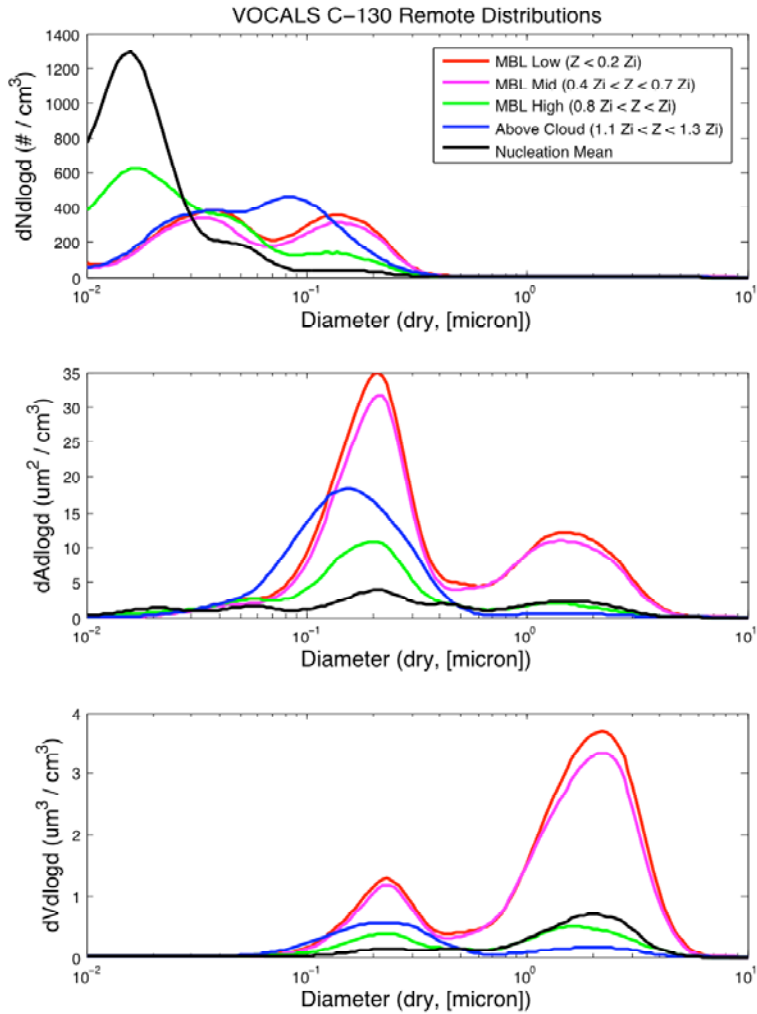 VOCALS C-130 Remote Distributions
1400
1200
1000
800
600
400
200
0
dNdlogd (# / cm³)
MBL Low (Z < 0.2 Zi)
MBL Mid (0.4 Zi < Z < 0.7 Zi)
MBL High (0.8 Zi < Z < Zi)
Above Cloud (1.1 Zi < Z < 1.3 Zi)
Nucleation Mean
10⁻² 10⁻¹ 10⁰ 10¹
Diameter (dry, [micron])
35
30
25
20
15
10
5
0
dAdlogd (um² / cm³)
10⁻² 10⁻¹ 10⁰ 10¹
Diameter (dry, [micron])
4
3
2
1
0
dVdlogd (um³ / cm³)
10⁻² 10⁻¹ 10⁰ 10¹
Diameter (dry, [micron])